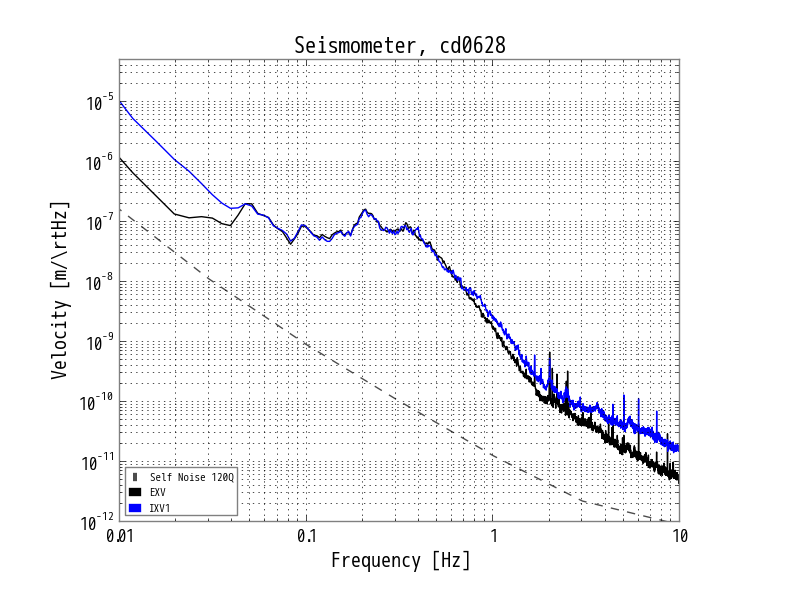 Seismometer, cd0628
Velocity [m/\rtHz]
10^-5
10^-6
10^-7
10^-8
10^-9
10^-10
10^-11
10^-12
Self Noise 120Q
EXV
IXV1
0.01 0.1 1 10
Frequency [Hz]